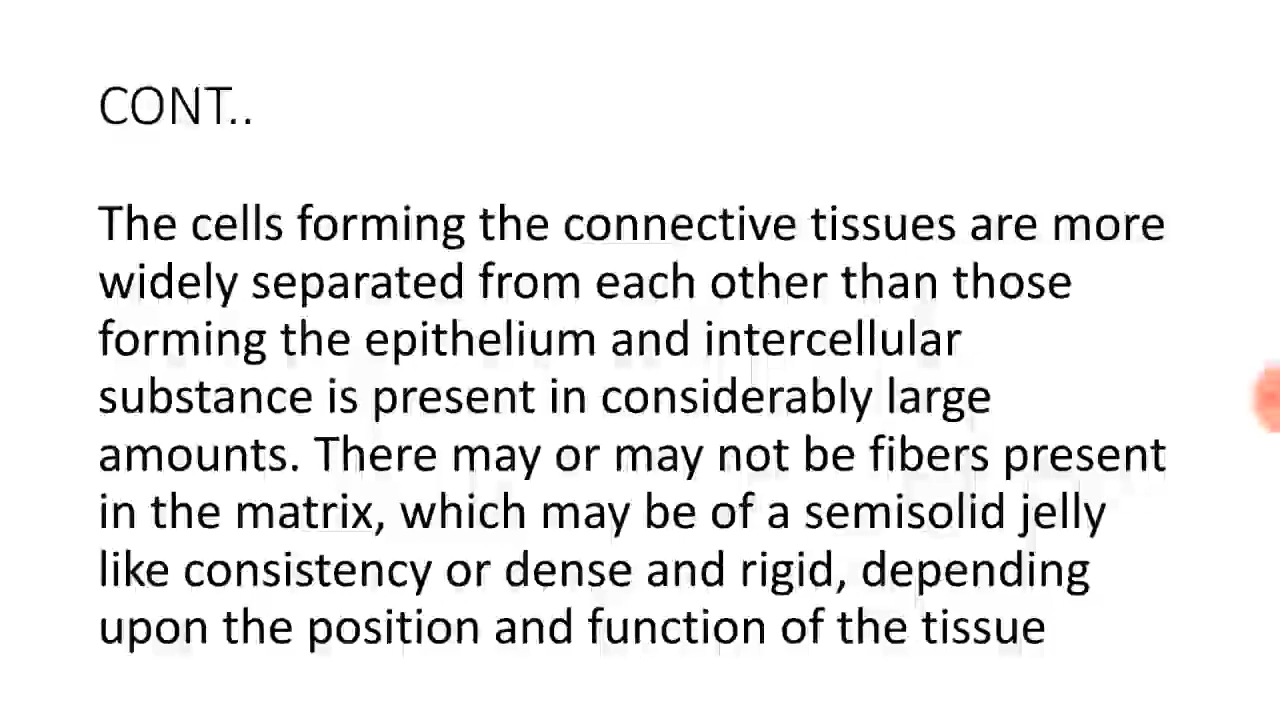 CONT..
The cells forming the connective tissues are more
widely separated from each other than those
forming the epithelium and intercellular
substance is present in considerably large
amounts. There may or may not be fibers present
in the matrix, which may be of a semisolid jelly
like consistency or dense and rigid, depending
upon the position and function of the tissue